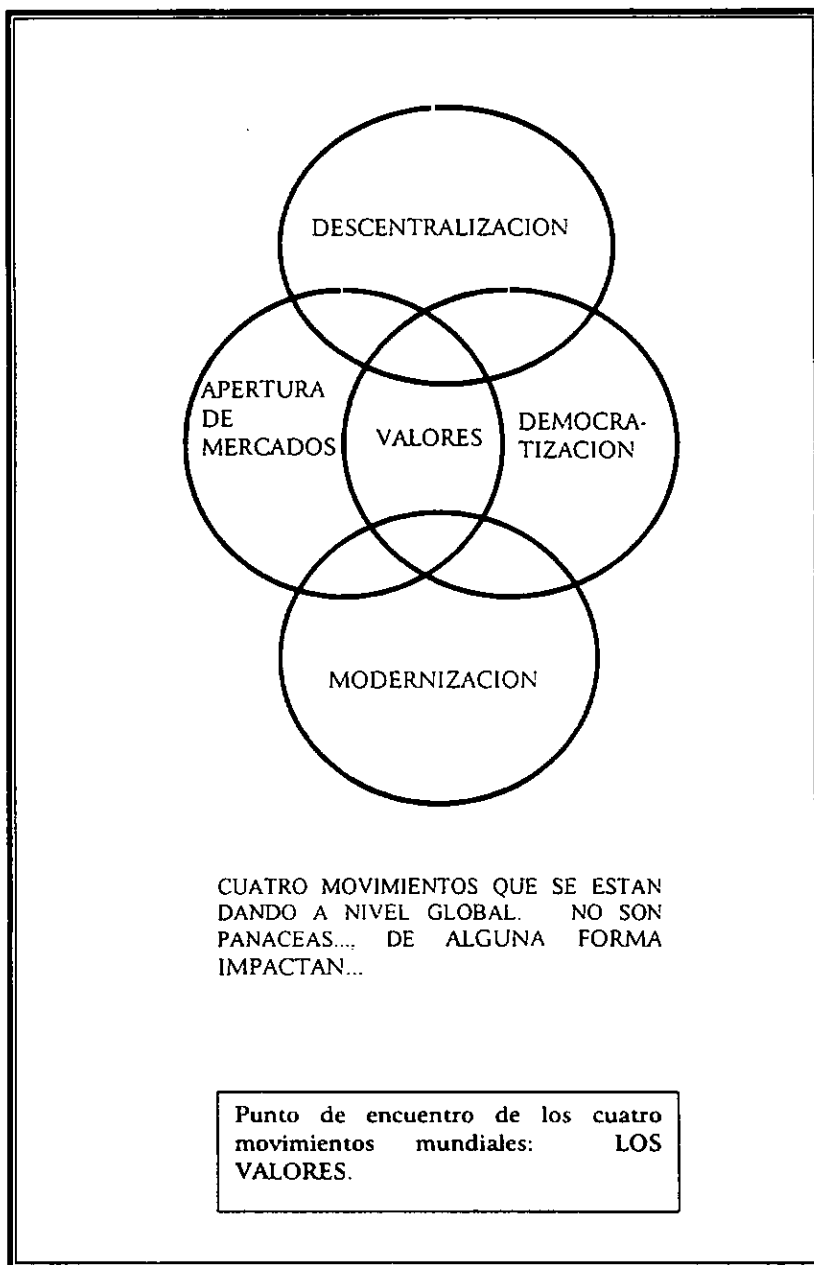 DESCENTRALIZACION
APERTURA
DE
MERCADOS
VALORES
DEMOCRA-
TIZACION
MODERNIZACION
CUATRO MOVIMIENTOS QUE SE ESTAN
DANDO A NIVEL GLOBAL. NO SON
PANACEAS..., DE ALGUNA FORMA
IMPACTAN...
Punto de encuentro de los cuatro
movimientos mundiales: LOS
VALORES.